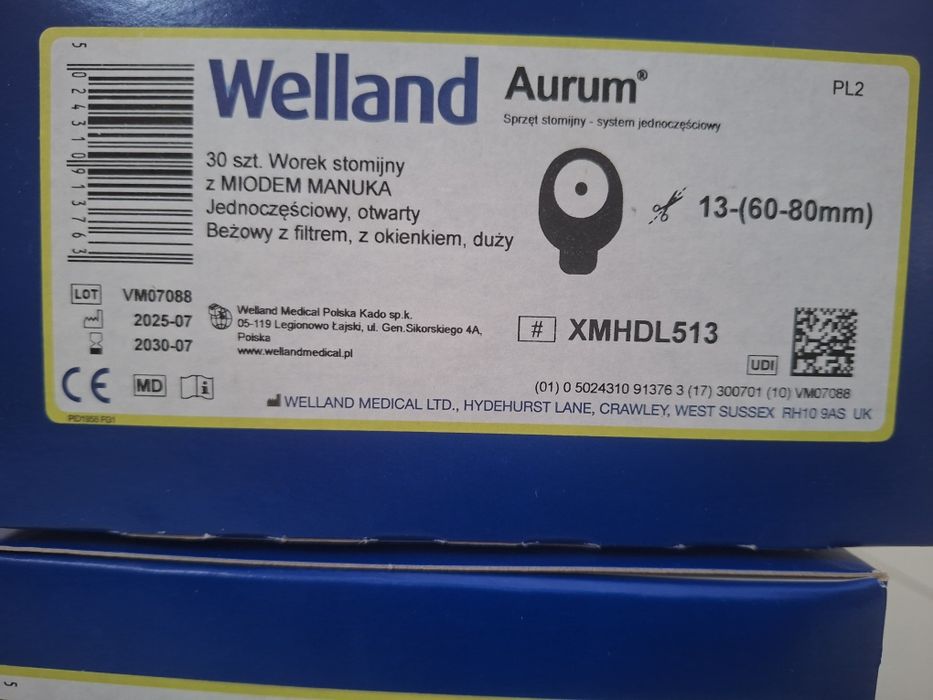 5 024310 913763
Welland
Aurum®
PL2
Sprzęt stomijny - system jednoczęściowy
30 szt. Worek stomijny
z MIODEM MANUKA
Jednoczęściowy, otwarty
Beżowy z filtrem, z okienkiem, duży
13-(60-80mm)
LOT VM07088
2025-07
2030-07
Welland Medical Polska Kado sp.k.
05-119 Legionowo Łajski, ul. Gen.Sikorskiego 4A,
Polska
www.wellandmedical.pl
# XMHDL513
UDI
CE MD i
(01) 0 5024310 91376 3 (17) 300701 (10) VM07088
WELLAND MEDICAL LTD., HYDEHURST LANE, CRAWLEY, WEST SUSSEX RH10 9AS UK
PID1956 FG1
5